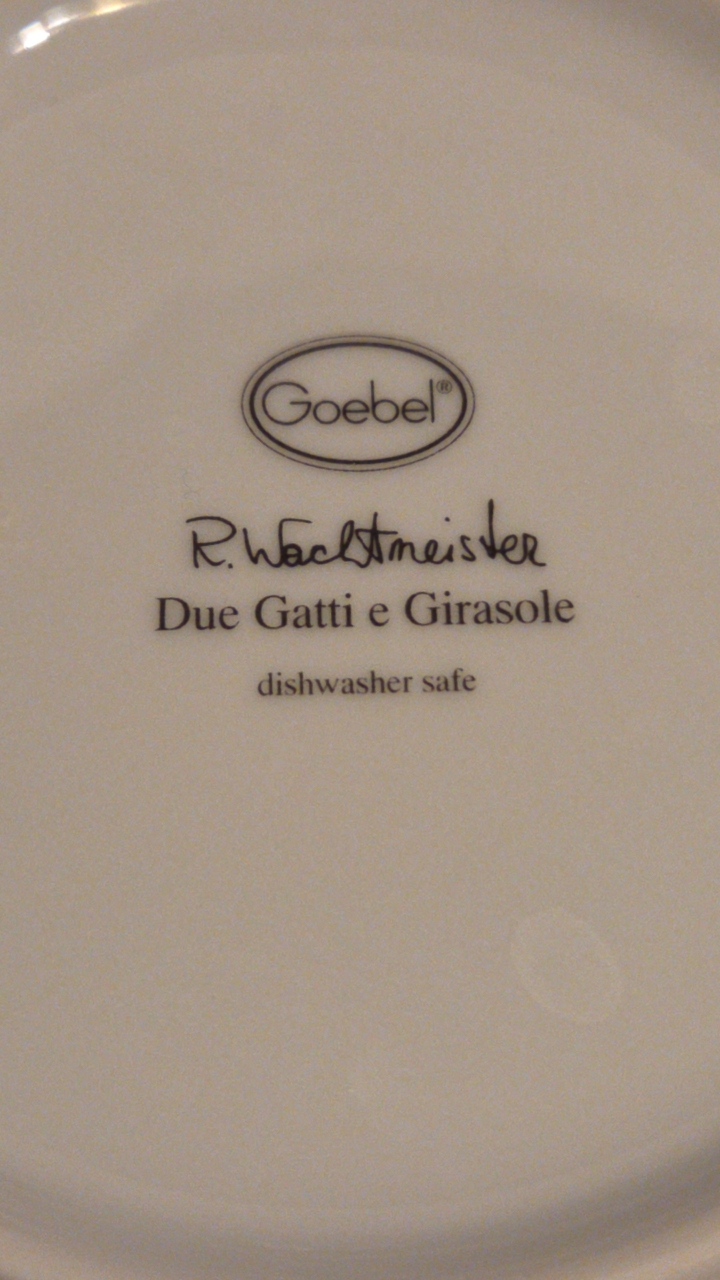 Goebel®
R. Wachtmeister
Due Gatti e Girasole
dishwasher safe